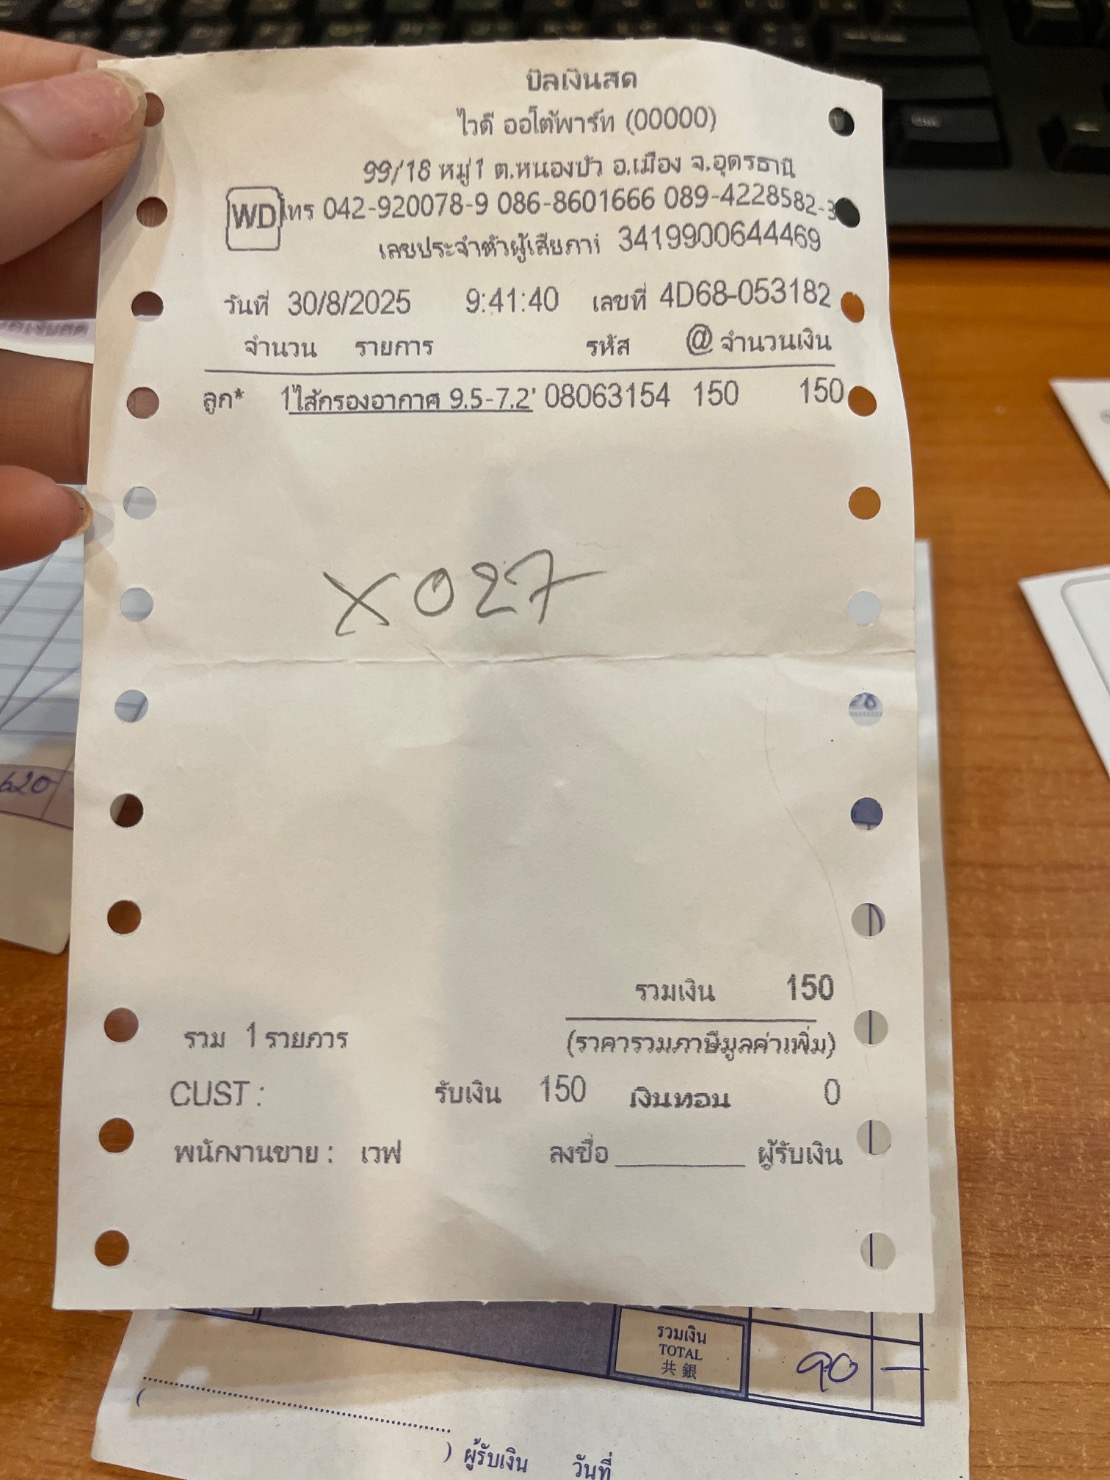 บิลเงินสด
ไวดี ออโต้พาร์ท (00000)
99/18 หมู่1 ต.หนองบัว อ.เมือง จ.อุดรธานี
WD โทร 042-920078-9 086-8601666 089-4228582-3
เลขประจำตัวผู้เสียภาษี 3419900644469
วันที่ 30/8/2025 9:41:40 เลขที่ 4D68-053182
จำนวน รายการ รหัส @ จำนวนเงิน
ลูก* 1 ไส้กรองอากาศ 9.5-7.2' 08063154 150 150
X027
28
620
รวมเงิน 150
รวม 1 รายการ (ราคารวมภาษีมูลค่าเพิ่ม)
CUST : รับเงิน 150 เงินทอน 0
พนักงานขาย : เวฟ ลงชื่อ ________ ผู้รับเงิน
รวมเงิน
TOTAL
共 銀
90 —
( ) ผู้รับเงิน วันที่